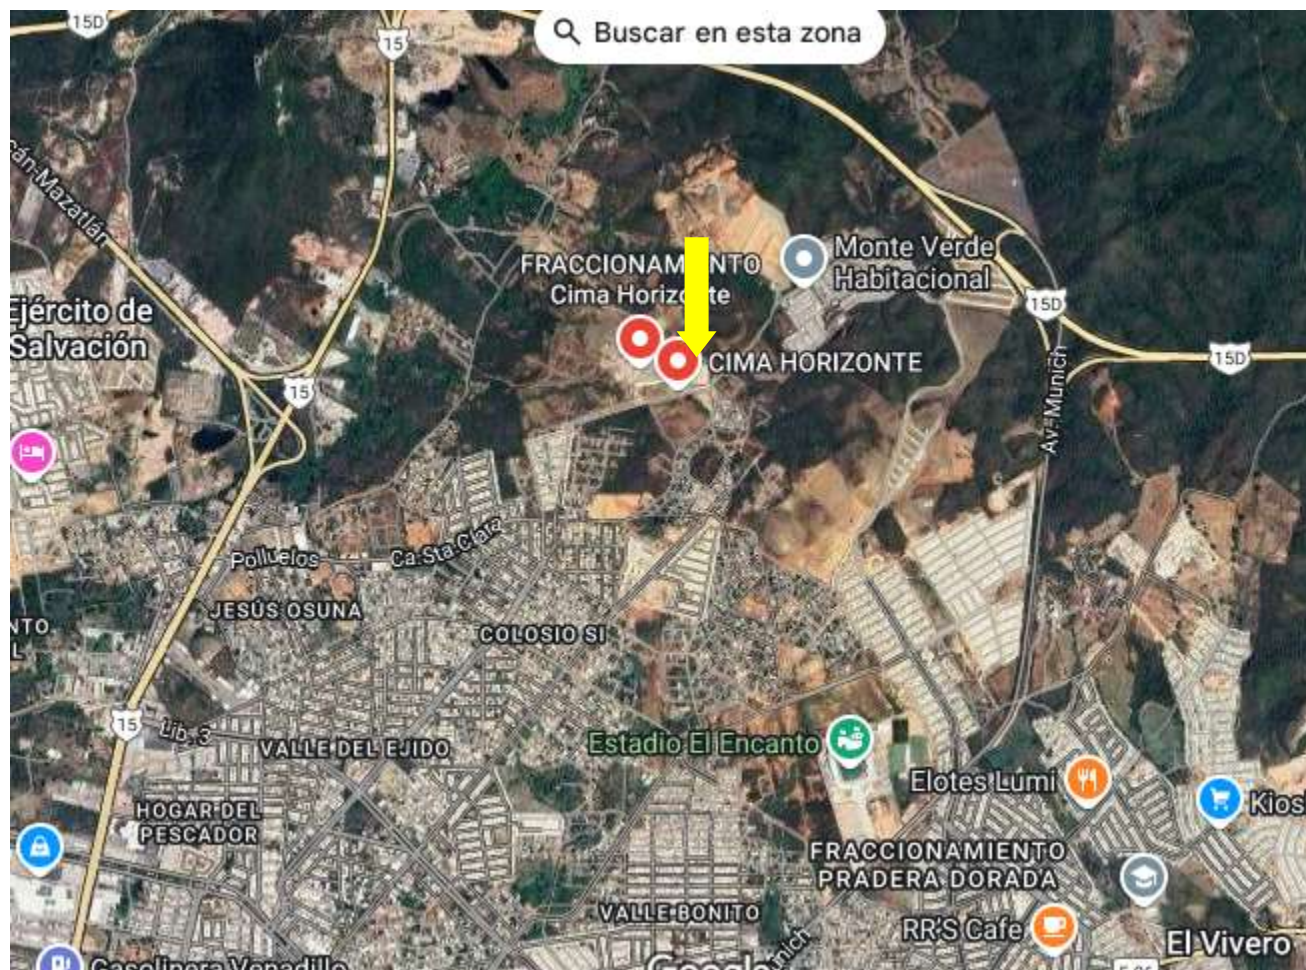 15D
15
Buscar en esta zona
cán-Mazatlán
FRACCIONAMIENTO
Cima Horizonte
Monte Verde
Habitacional
15D
Ejército de
Salvación
CIMA HORIZONTE
15D
15
Av. Munich
Polluelos
Ca. Sta. Clara
JESÚS OSUNA
NTO
L
COLOSIO SI
15
Lib. 3
VALLE DEL EJIDO
Estadio El Encanto
Elotes Lumi
Kios
HOGAR DEL
PESCADOR
FRACCIONAMIENTO
PRADERA DORADA
VALLE BONITO
RR'S Cafe
El Vivero
unich
Gasolinera Venadillo
Google